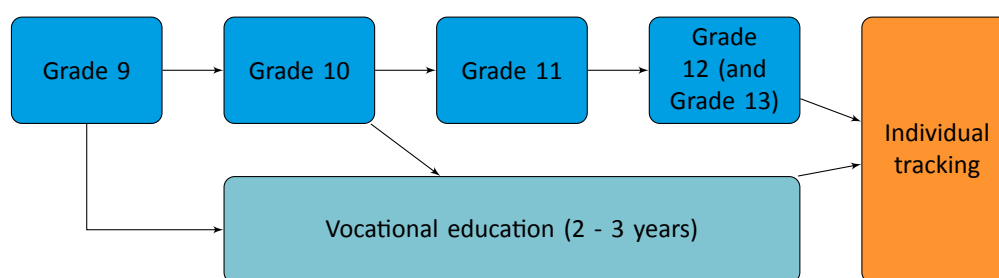 Grade 9
Grade 10
Grade 11
Grade
12 (and
Grade 13)
Individual
tracking
Vocational education (2 - 3 years)